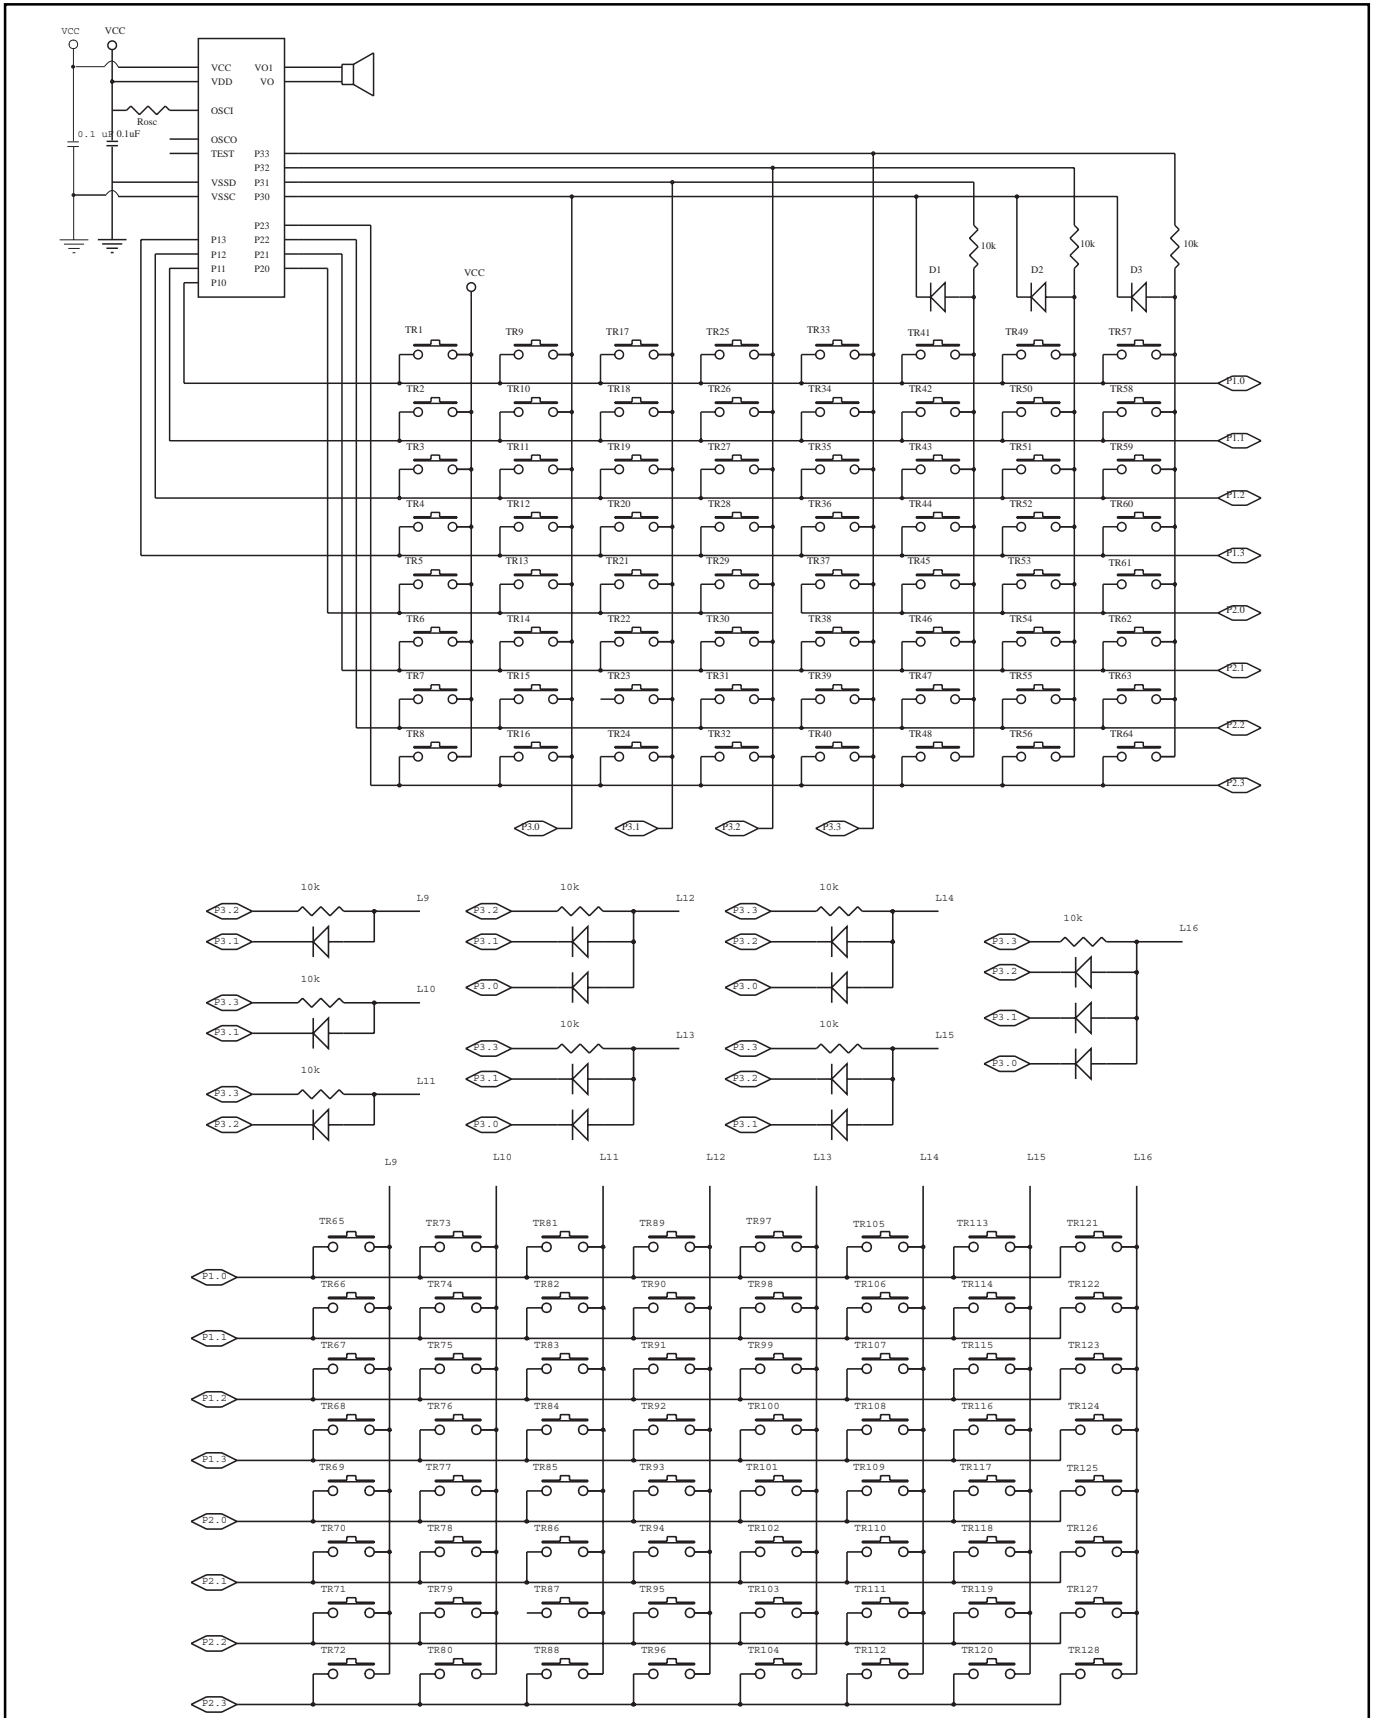 VCC VCC
VCC VO1
VDD VO
OSCI
Rosc
0.1 uF 0.1uF
OSCO
TEST P33
P32
VSSD P31
VSSC P30
P23
P13 P22
P12 P21
P11 P20
P10
10k 10k 10k
VCC
D1 D2 D3
TR1 TR9 TR17 TR25 TR33 TR41 TR49 TR57
P1.0
TR2 TR10 TR18 TR26 TR34 TR42 TR50 TR58
P1.1
TR3 TR11 TR19 TR27 TR35 TR43 TR51 TR59
P1.2
TR4 TR12 TR20 TR28 TR36 TR44 TR52 TR60
P1.3
TR5 TR13 TR21 TR29 TR37 TR45 TR53 TR61
P2.0
TR6 TR14 TR22 TR30 TR38 TR46 TR54 TR62
P2.1
TR7 TR15 TR23 TR31 TR39 TR47 TR55 TR63
P2.2
TR8 TR16 TR24 TR32 TR40 TR48 TR56 TR64
P2.3
P3.0 P3.1 P3.2 P3.3
10k L9
P3.2
P3.1
10k L10
P3.3
P3.1
10k L11
P3.3
P3.2
10k L12
P3.2
P3.1
P3.0
10k L13
P3.3
P3.1
P3.0
10k L14
P3.3
P3.2
P3.0
10k L15
P3.3
P3.2
P3.1
10k L16
P3.3
P3.2
P3.1
P3.0
L9 L10 L11 L12 L13 L14 L15 L16
TR65 TR73 TR81 TR89 TR97 TR105 TR113 TR121
P1.0
TR66 TR74 TR82 TR90 TR98 TR106 TR114 TR122
P1.1
TR67 TR75 TR83 TR91 TR99 TR107 TR115 TR123
P1.2
TR68 TR76 TR84 TR92 TR100 TR108 TR116 TR124
P1.3
TR69 TR77 TR85 TR93 TR101 TR109 TR117 TR125
P2.0
TR70 TR78 TR86 TR94 TR102 TR110 TR118 TR126
P2.1
TR71 TR79 TR87 TR95 TR103 TR111 TR119 TR127
P2.2
TR72 TR80 TR88 TR96 TR104 TR112 TR120 TR128
P2.3